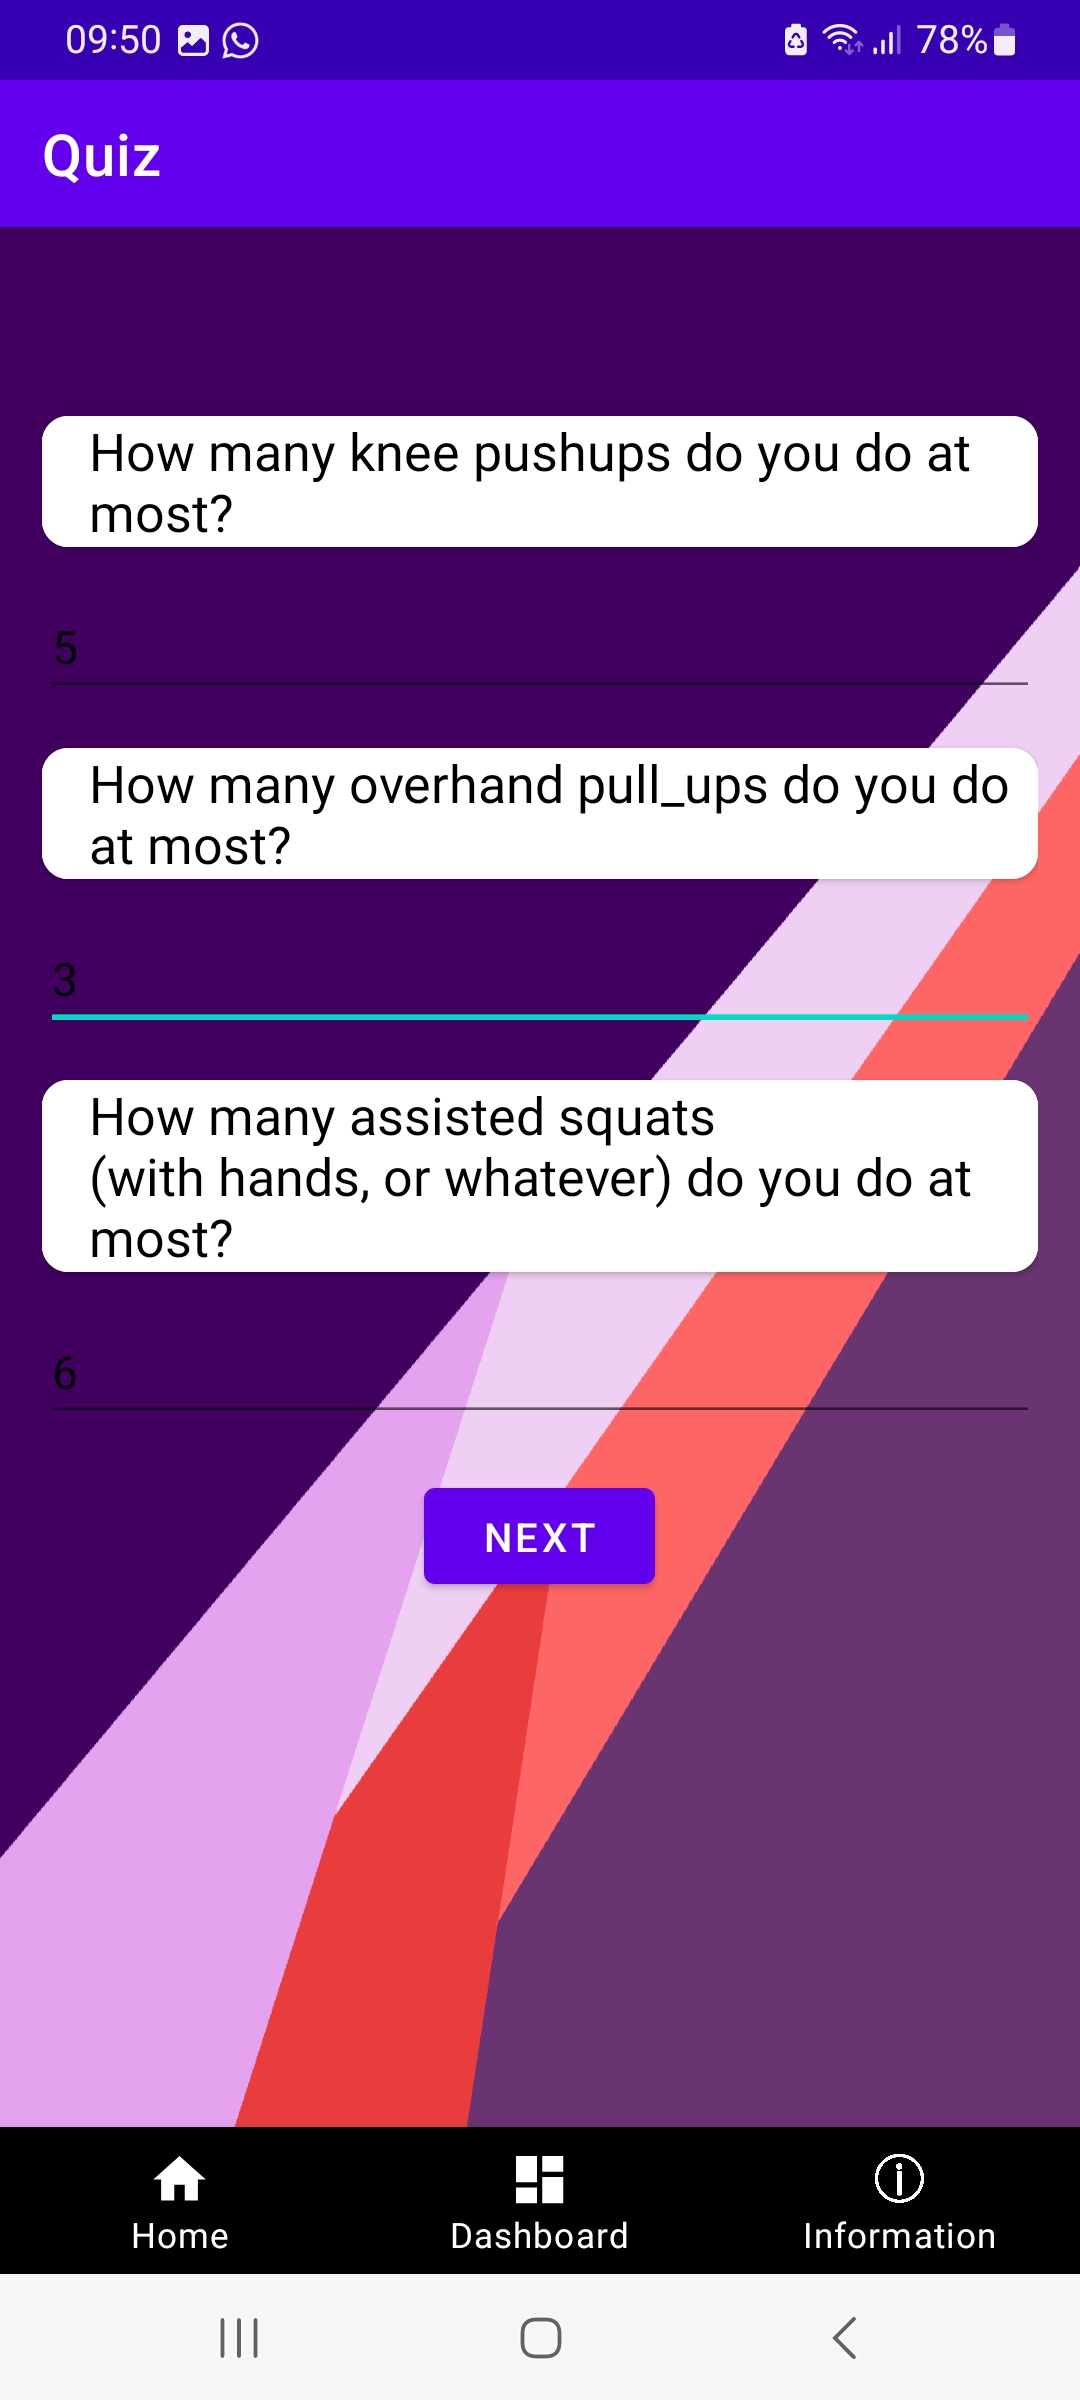 09:50
78%
Quiz
How many knee pushups do you do at
most?
5
How many overhand pull_ups do you do
at most?
3
How many assisted squats
(with hands, or whatever) do you do at
most?
6
NEXT
Home
Dashboard
Information